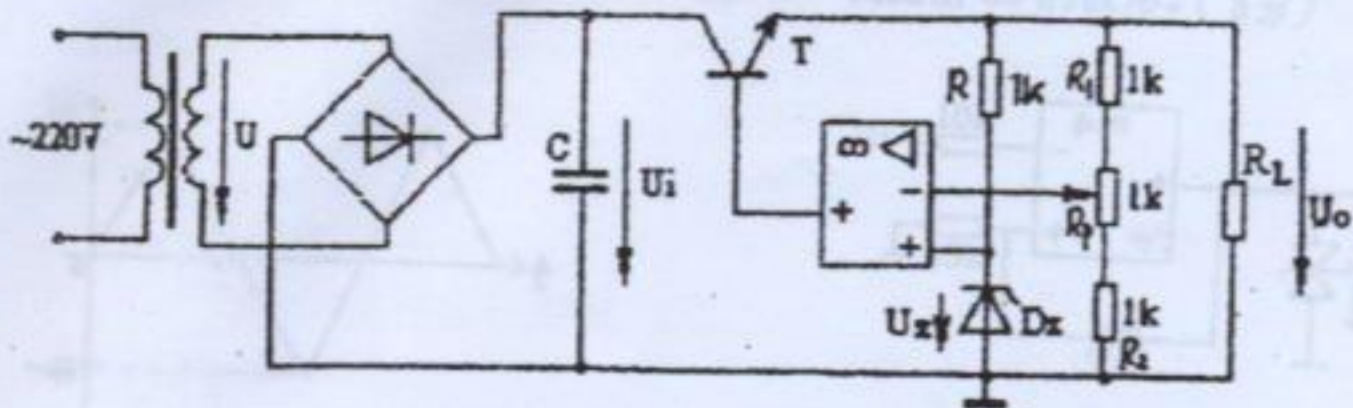 ~220V
U
C
Ui
T
R
1k
R1
1k
∞
▷
-
+
+
Rp
1k
RL
Uo
Uz
Dz
1k
R2